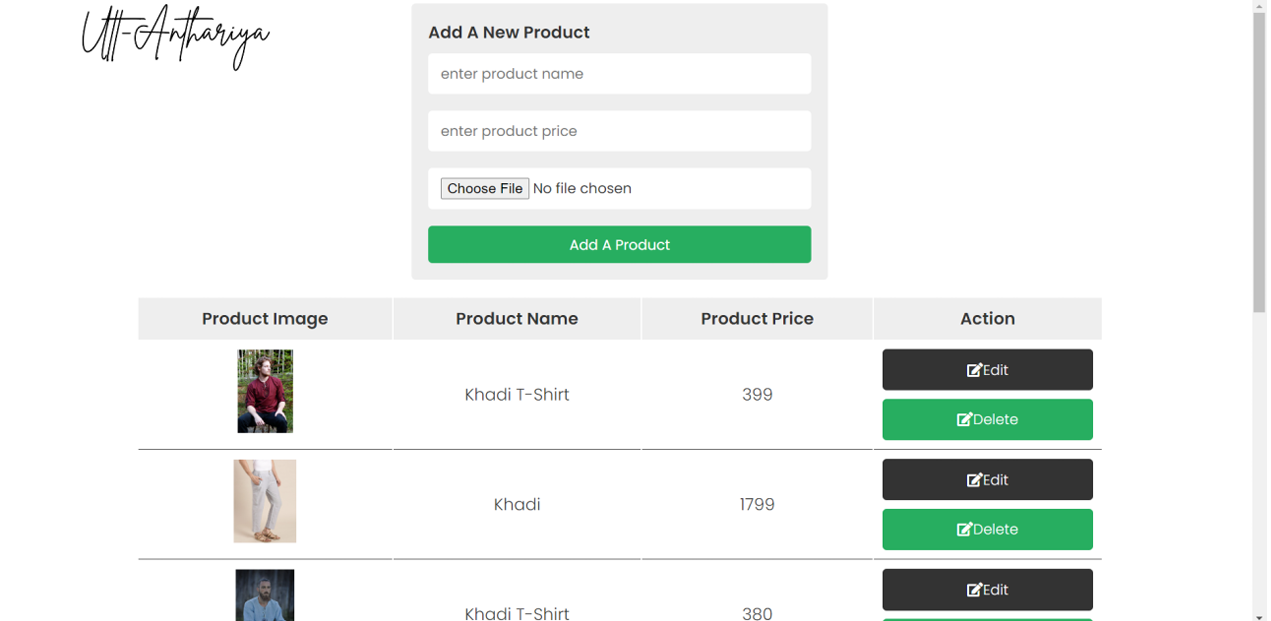 Utt-Anthariya
Add A New Product
enter product name
enter product price
Choose File No file chosen
Add A Product
Product Image Product Name Product Price Action
Khadi T-Shirt 399 Edit
Delete
Khadi 1799 Edit
Delete
Khadi T-Shirt 380 Edit